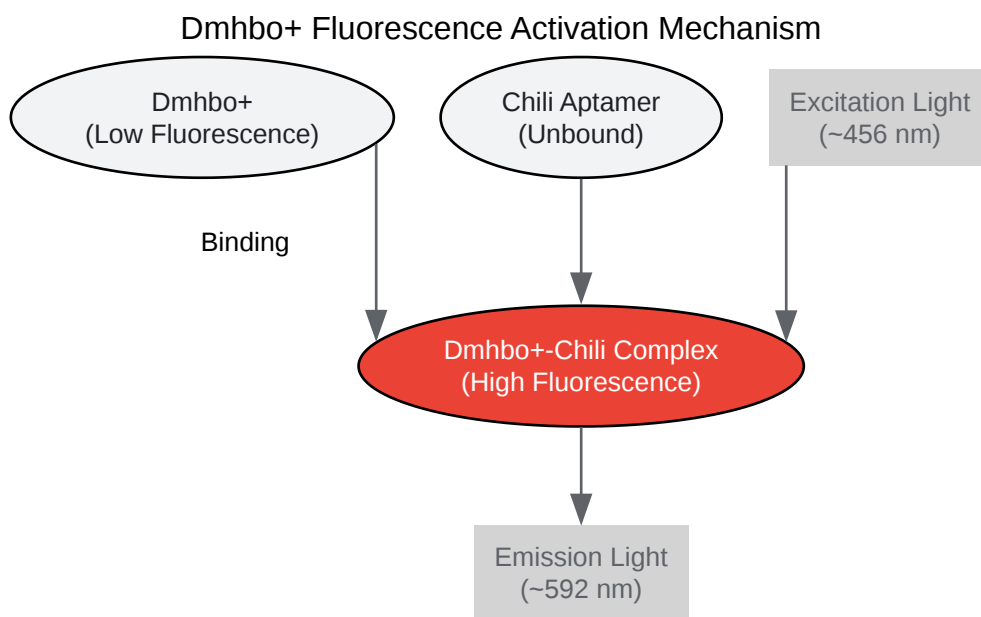 Dmhbo+ Fluorescence Activation Mechanism
Dmhbo+
(Low Fluorescence)
Chili Aptamer
(Unbound)
Excitation Light
(~456 nm)
Binding
Dmhbo+-Chili Complex
(High Fluorescence)
Emission Light
(~592 nm)